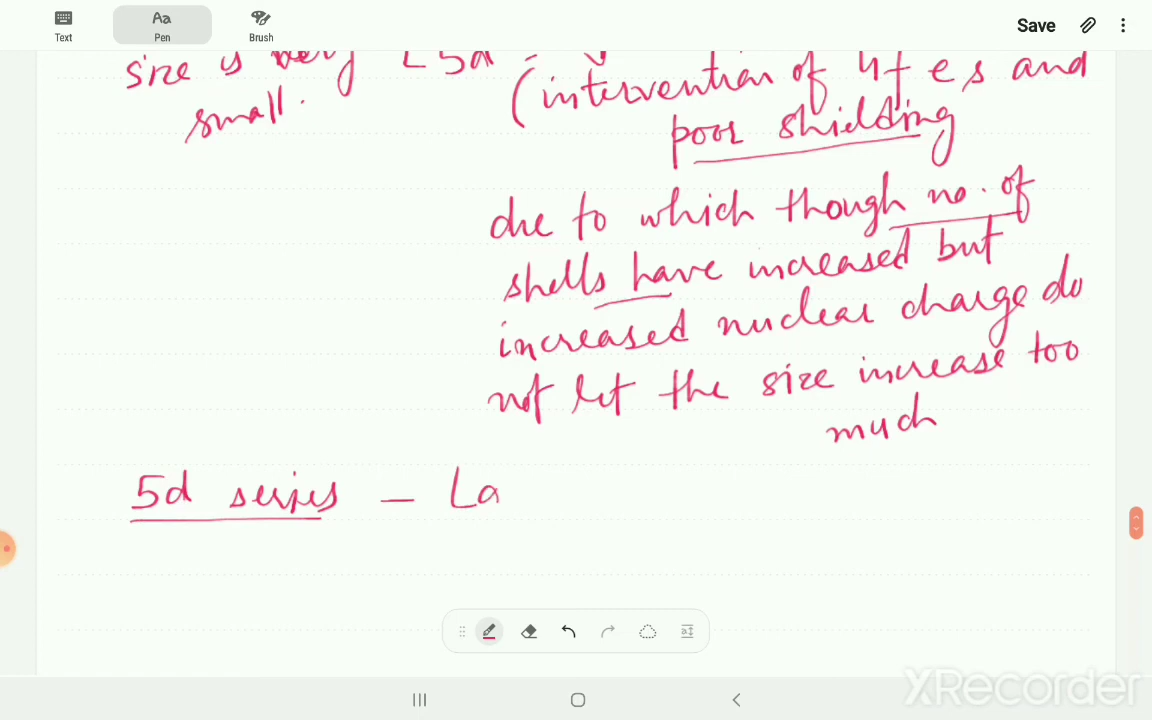 Text
Aa
Pen
Brush
Save
size is very
small.
(intervention of 4f e s and
poor shielding
due to which though no. of
shells have increased but
increased nuclear charge do
not let the size increase too
much
5d series - La
XRecorder